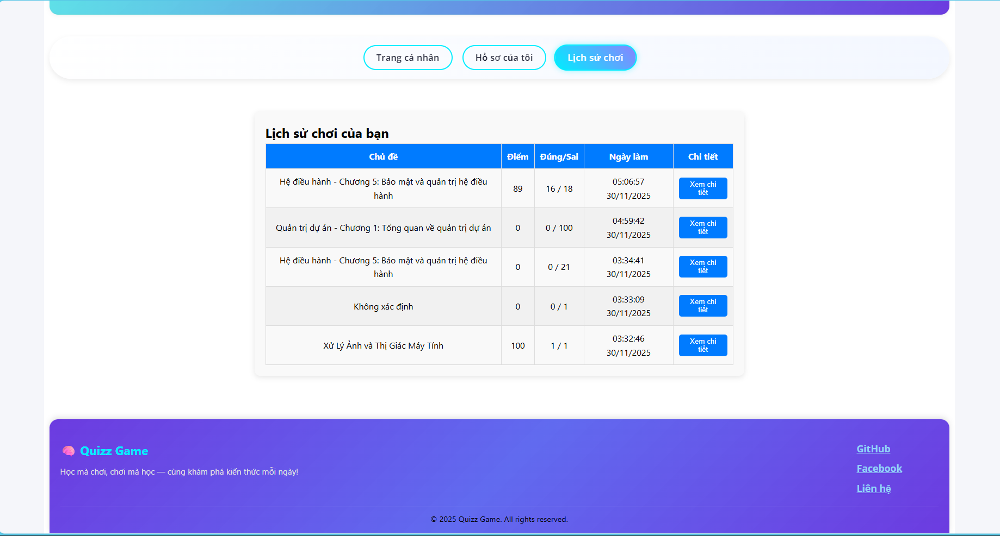 Trang cá nhân
Hồ sơ của tôi
Lịch sử chơi
Lịch sử chơi của bạn
Chủ đề
Điểm
Đúng/Sai
Ngày làm
Chi tiết
Hệ điều hành - Chương 5: Bảo mật và quản trị hệ điều
hành
89
16 / 18
05:06:57
30/11/2025
Xem chi
tiết
Quản trị dự án - Chương 1: Tổng quan về quản trị dự án
0
0 / 100
04:59:42
30/11/2025
Xem chi
tiết
Hệ điều hành - Chương 5: Bảo mật và quản trị hệ điều
hành
0
0 / 21
03:34:41
30/11/2025
Xem chi
tiết
Không xác định
0
0 / 1
03:33:09
30/11/2025
Xem chi
tiết
Xử Lý Ảnh và Thị Giác Máy Tính
100
1 / 1
03:32:46
30/11/2025
Xem chi
tiết
Quizz Game
Học mà chơi, chơi mà học — cùng khám phá kiến thức mỗi ngày!
GitHub
Facebook
Liên hệ
© 2025 Quizz Game. All rights reserved.